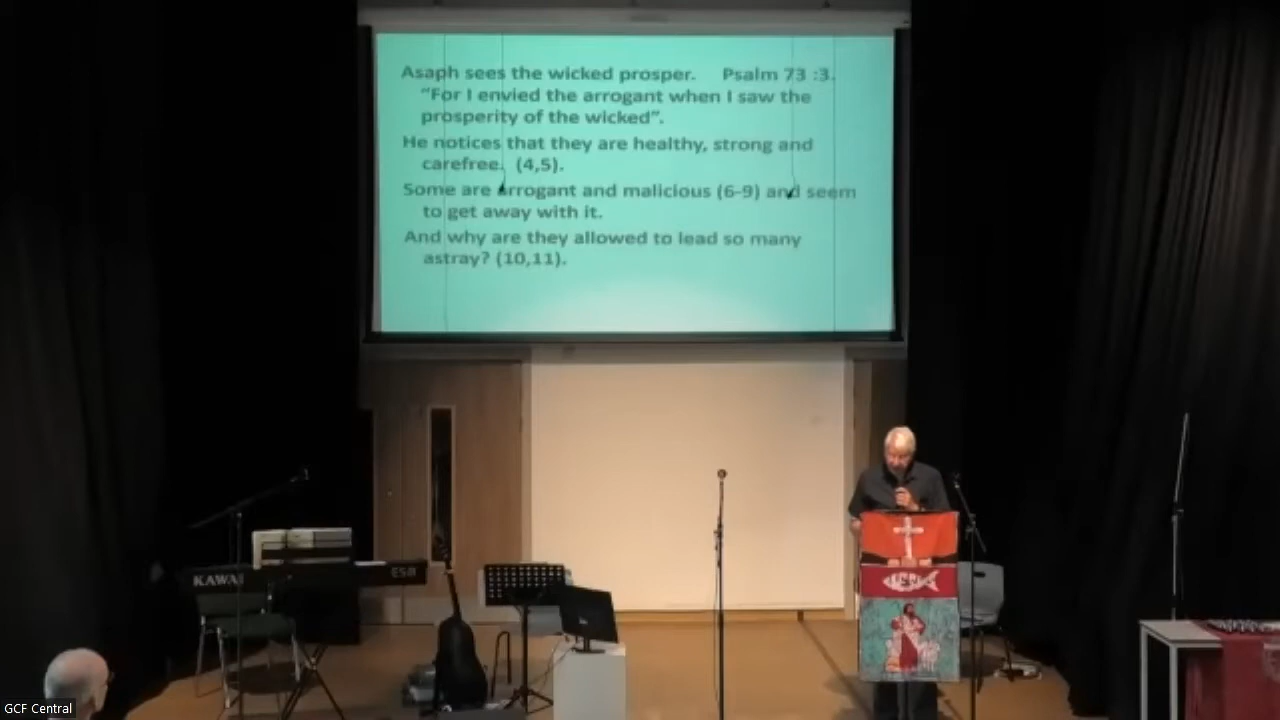 Asaph sees the wicked prosper. Psalm 73 :3.
"For I envied the arrogant when I saw the
prosperity of the wicked".
He notices that they are healthy, strong and
carefree. (4,5).
Some are arrogant and malicious (6-9) and seem
to get away with it.
And why are they allowed to lead so many
astray? (10,11).
KAWAI
ES8
GCF Central